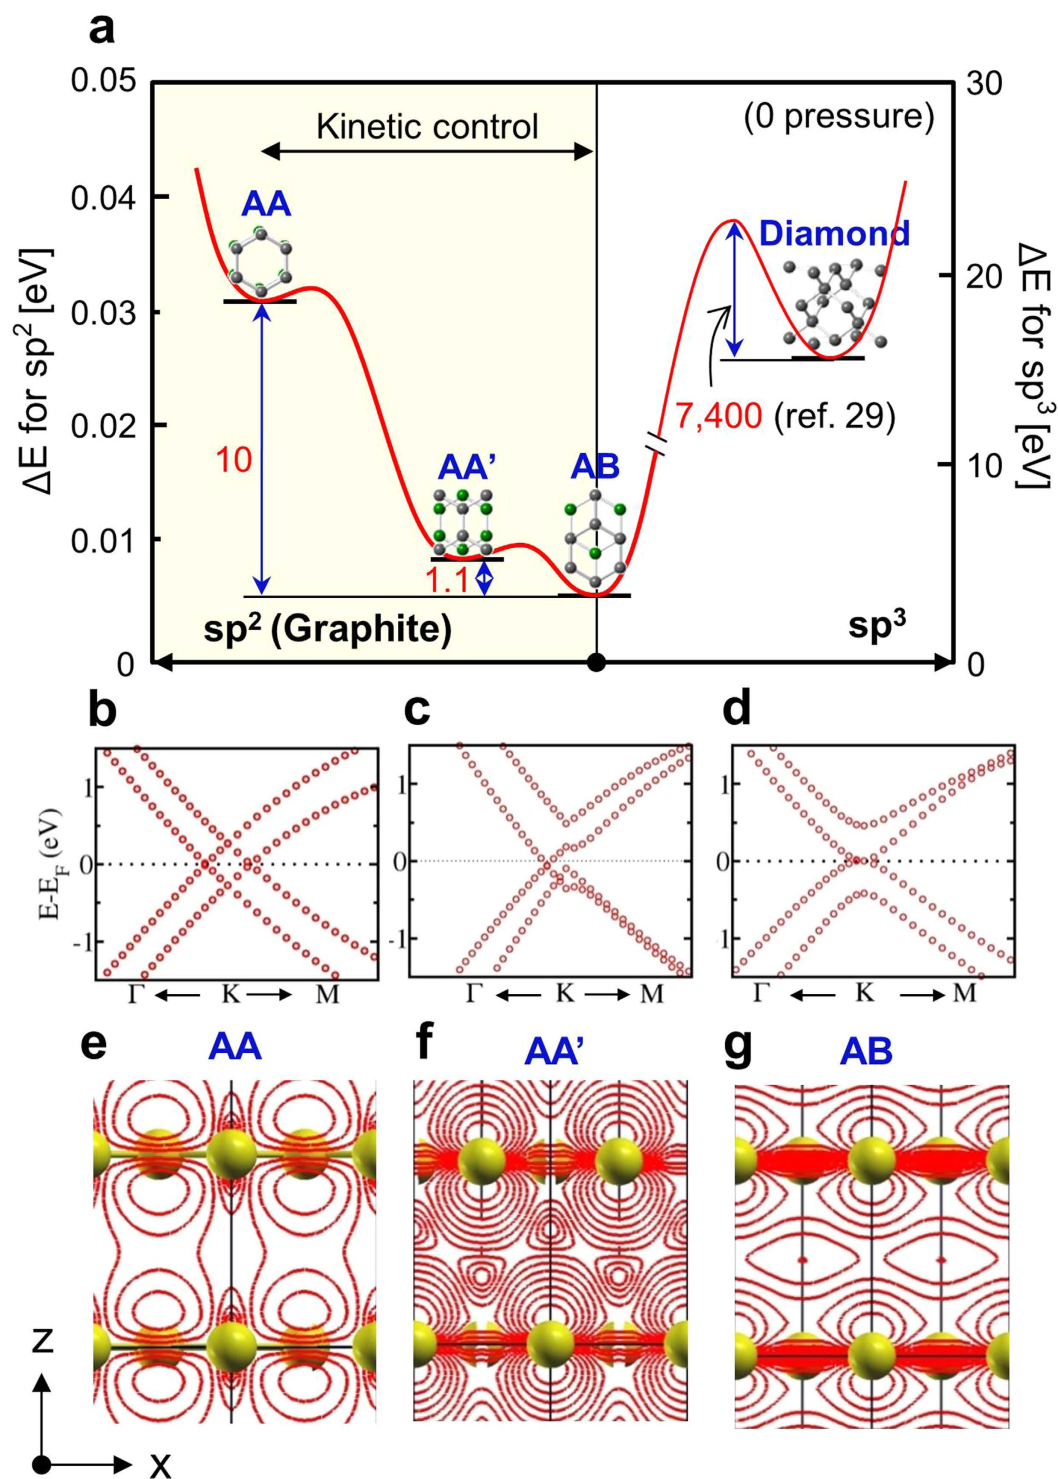 a
0.05
30
Kinetic control
(0 pressure)
AA
0.04
Diamond
20
0.03
ΔE for sp² [eV]
ΔE for sp³ [eV]
7,400 (ref. 29)
0.02
10
AA’
AB
10
0.01
1.1
sp² (Graphite)
sp³
0
0
b
c
d
1
1
1
E-E_F (eV)
0
0
0
-1
-1
1
Γ K M
Γ K M
Γ K M
e
AA
f
AA’
g
AB
Z
X